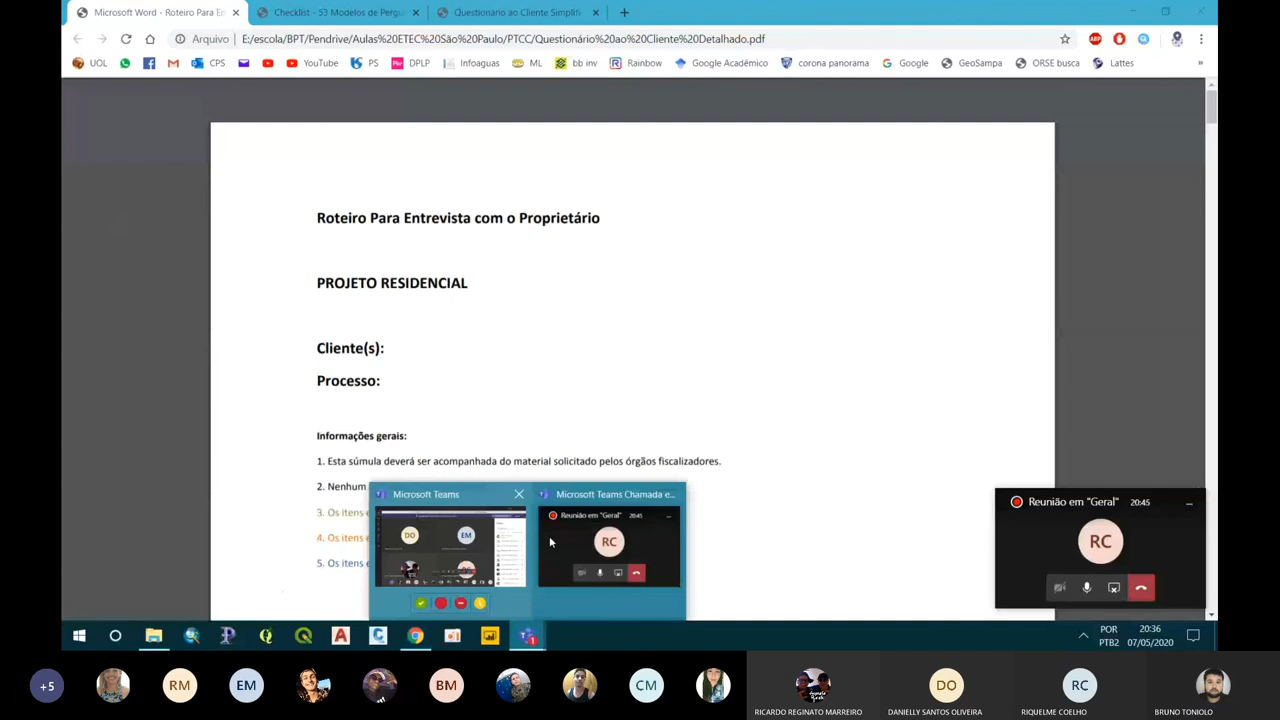 Microsoft Word - Roteiro Para En
Checklist - 53 Modelos de Pergu
Questionário ao Cliente Simplifi
Arquivo
E:/escola/BPT/Pendrive/Aulas%20ETEC%20São%20Paulo/PTCC/Questionário%20ao%20Cliente%20Detalhado.pdf
UOL
CPS
YouTube
PS
DPLP
Infoaguas
ML
bb inv
Rainbow
Google Acadêmico
corona panorama
Google
GeoSampa
ORSE busca
Lattes
Roteiro Para Entrevista com o Proprietário
PROJETO RESIDENCIAL
Cliente(s):
Processo:
Informações gerais:
1. Esta súmula deverá ser acompanhada do material solicitado pelos órgãos fiscalizadores.
2. Nenhum
3. Os itens e
4. Os itens e
5. Os itens e
Microsoft Teams
Microsoft Teams Chamada e...
DO
EM
Reunião em "Geral" 20:45
RC
Reunião em "Geral" 20:45
RC
POR
PTB2
20:36
07/05/2020
+5
RM
EM
BM
CM
DO
RC
RICARDO REGINATO MARREIRO
DANIELLY SANTOS OLIVEIRA
RIQUELME COELHO
BRUNO TONIOLO